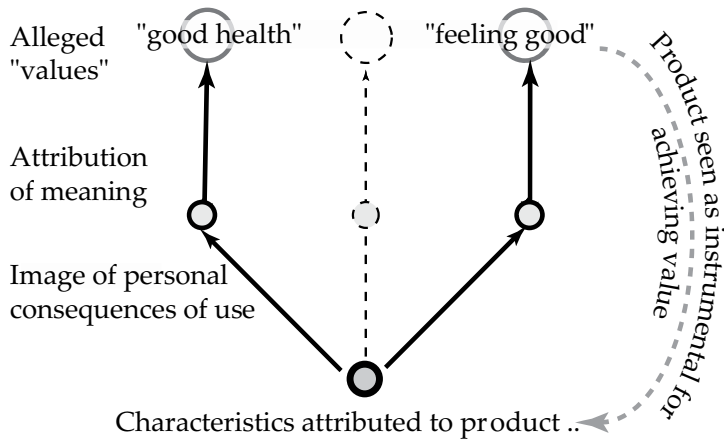 Alleged
"values"
"good health"
"feeling good"
Attribution
of meaning
Image of personal
consequences of use
Characteristics attributed to product ..
Product seen as instrumental for
achieving value